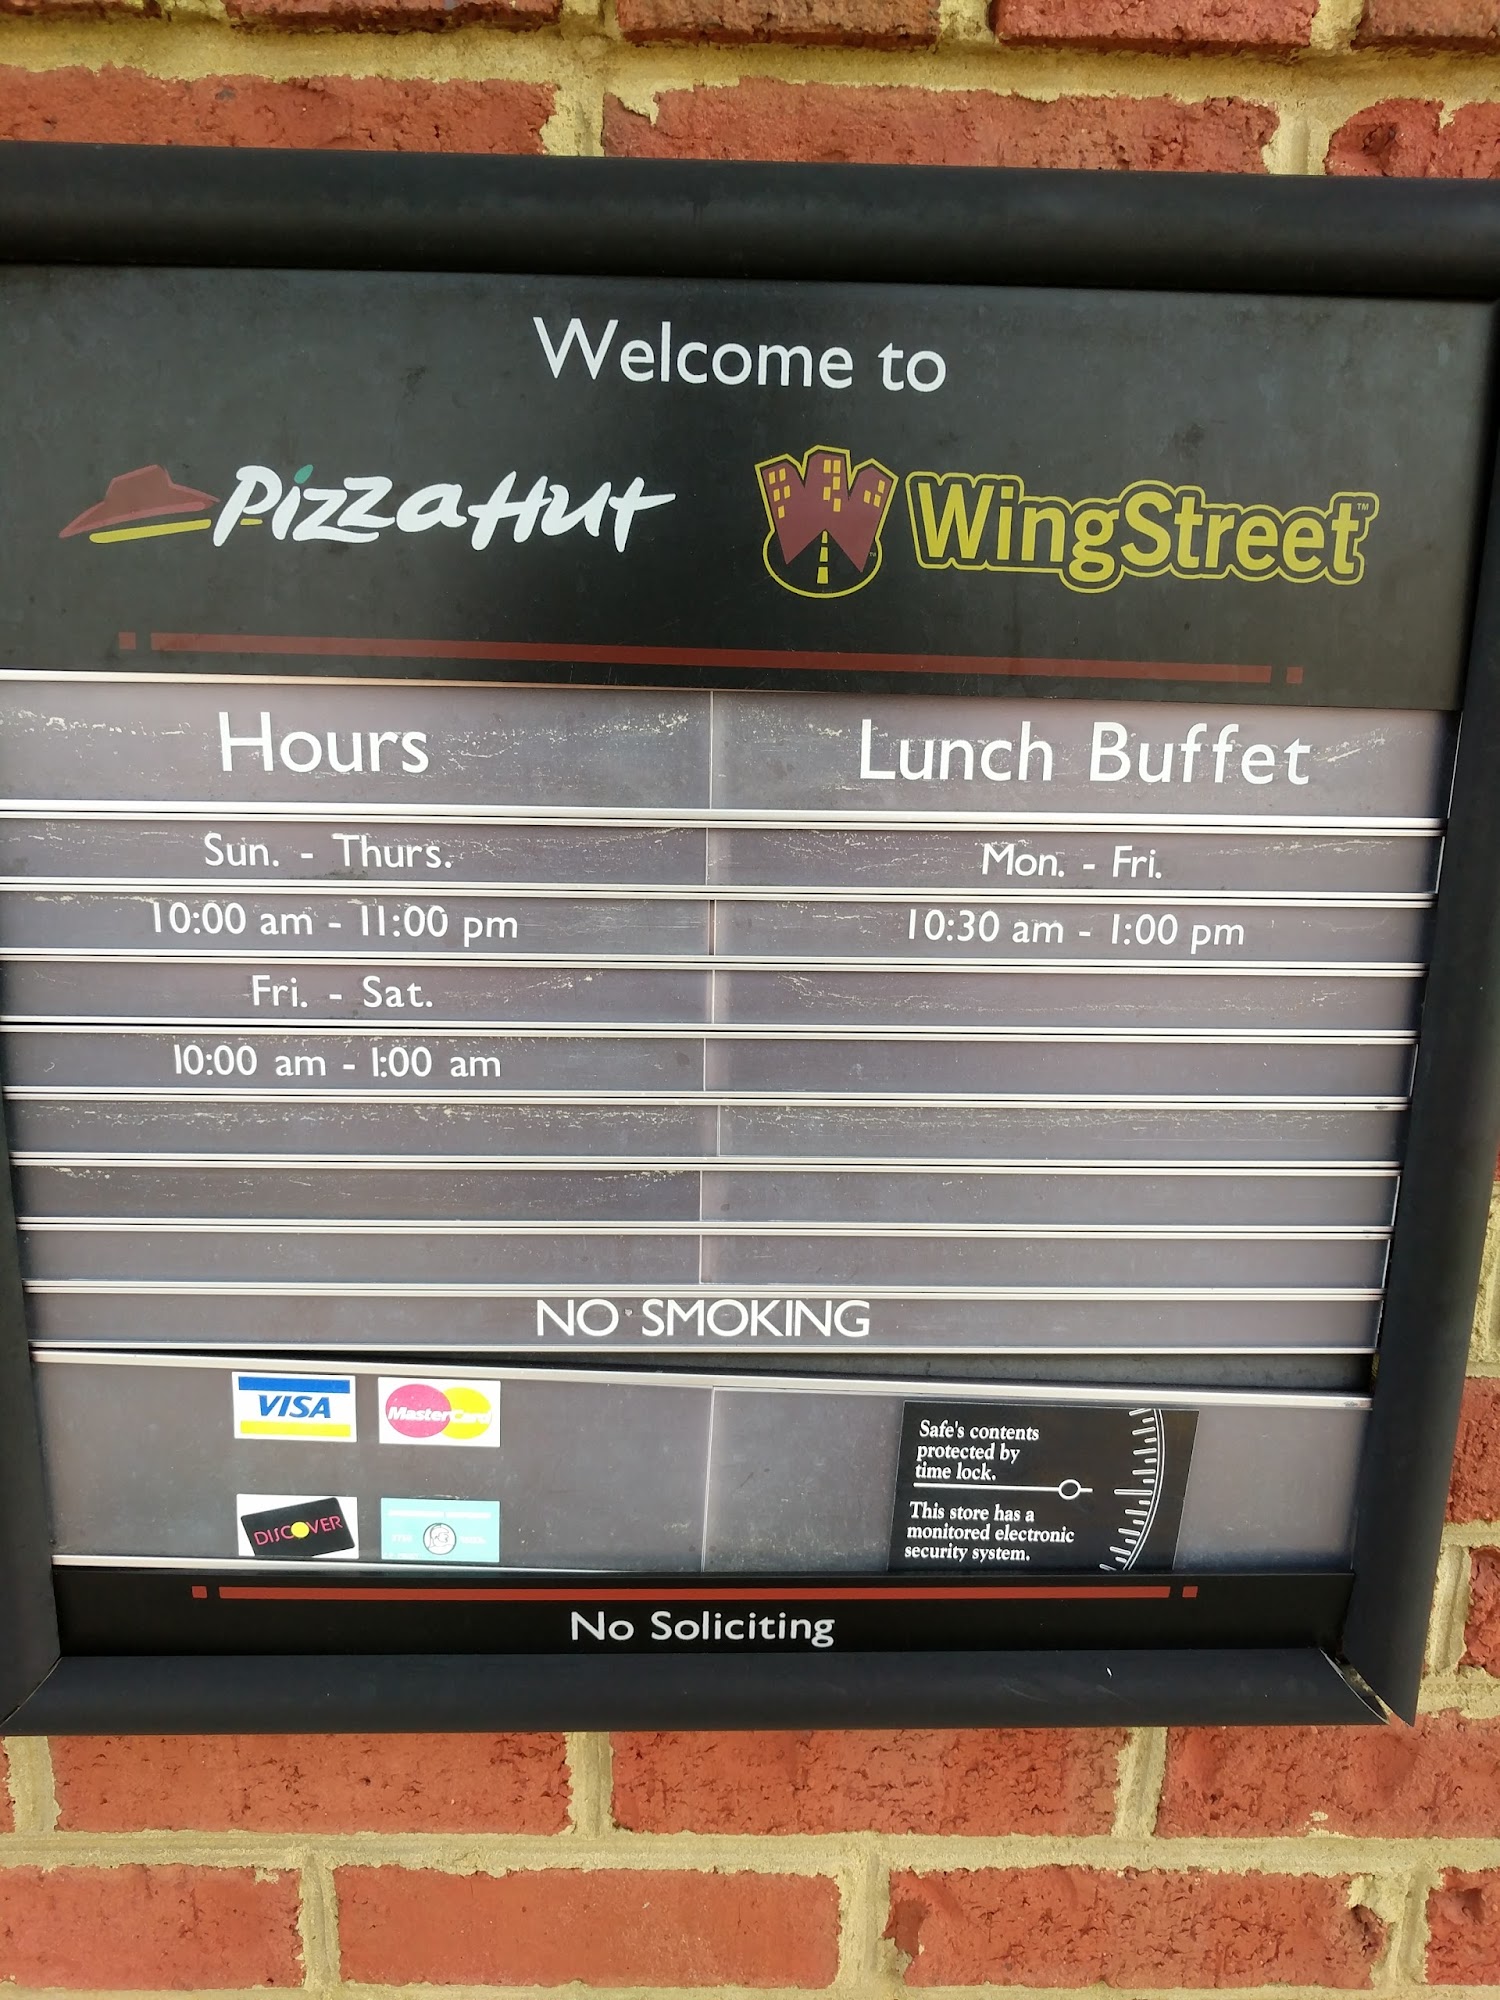 Welcome to
Pizza Hut
WingStreet™
Hours
Lunch Buffet
Sun. - Thurs.
Mon. - Fri.
10:00 am - 11:00 pm
10:30 am - 1:00 pm
Fri. - Sat.
10:00 am - 1:00 am
NO SMOKING
VISA
MasterCard
DISCOVER
Safe's contents
protected by
time lock.
This store has a
monitored electronic
security system.
No Soliciting